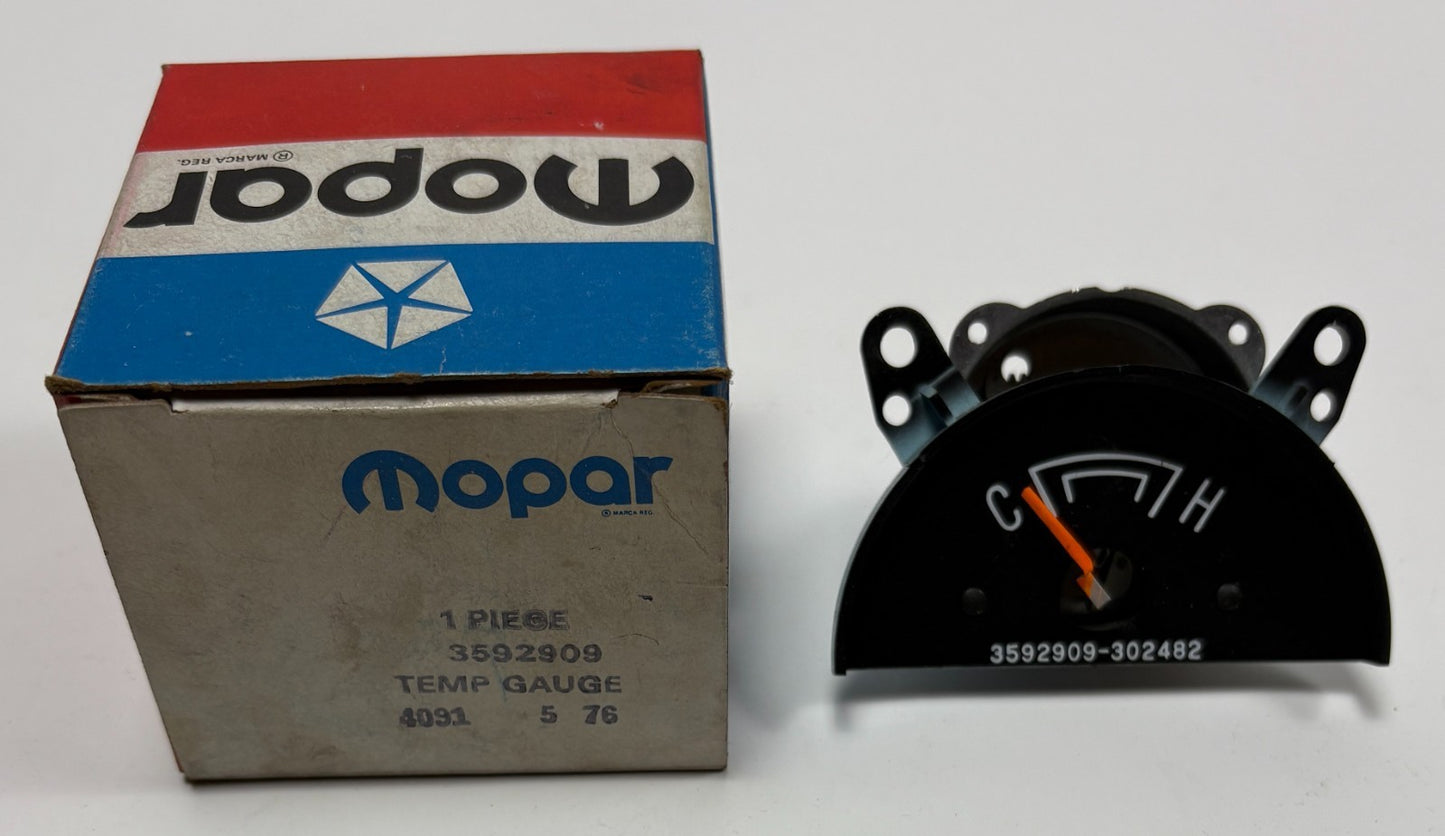 mopar
® MARCA REG.
mopar
® MARCA REG.
1 PIECE
3592909
TEMP GAUGE
4091 5 76
C H
3592909-302482